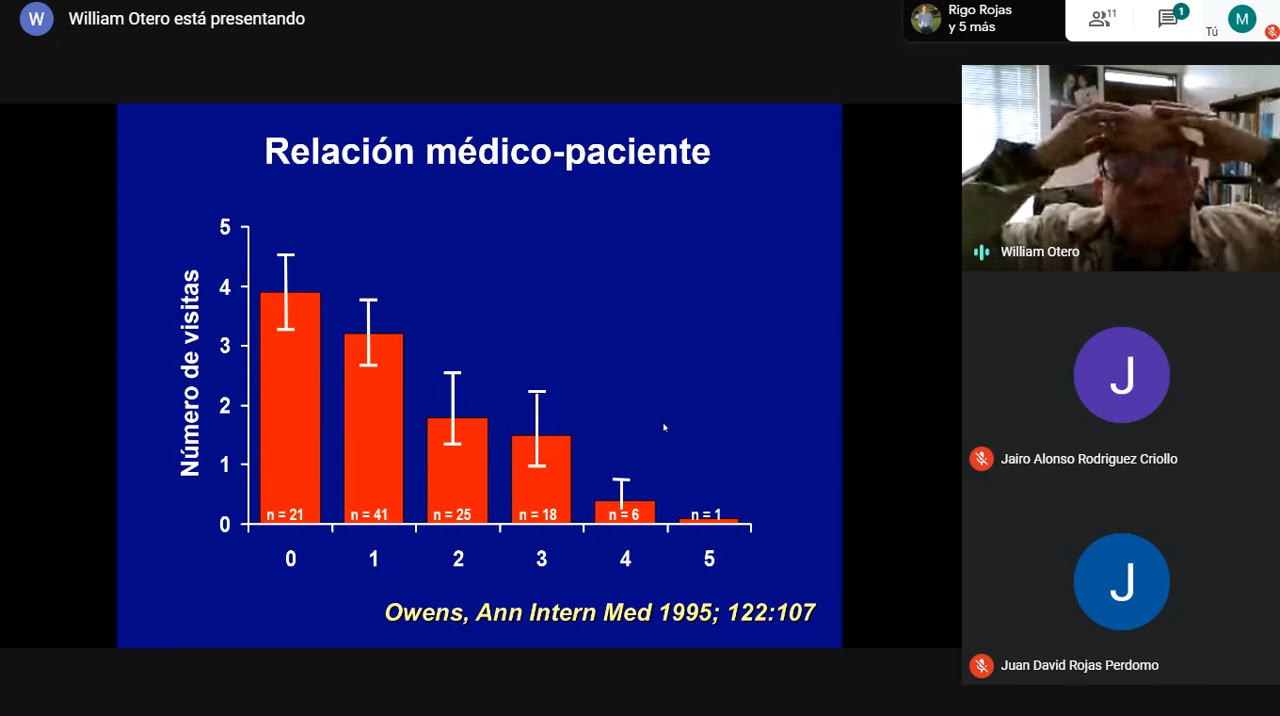 W
William Otero está presentando
Rigo Rojas
y 5 más
11
1
Tú
M
Relación médico-paciente
Número de visitas
5
4
3
2
1
0
n = 21
n = 41
n = 25
n = 18
n = 6
n = 1
0
1
2
3
4
5
Owens, Ann Intern Med 1995; 122:107
William Otero
J
Jairo Alonso Rodriguez Criollo
J
Juan David Rojas Perdomo